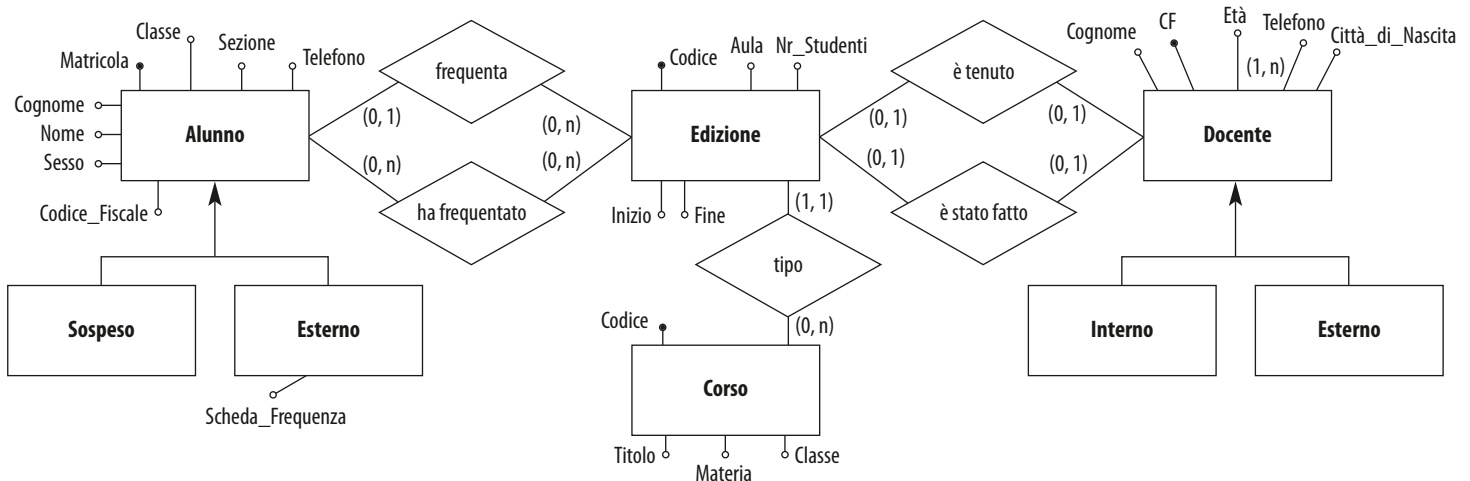 Classe
Sezione
Telefono
Matricola
Cognome
Nome
Sesso
Alunno
Codice_Fiscale
Sospeso
Esterno
Scheda_Frequenza
frequenta
(0, 1)
(0, n)
(0, n)
(0, n)
ha frequentato
Codice
Aula
Nr_Studenti
Edizione
Inizio
Fine
(1, 1)
tipo
(0, n)
Codice
Corso
Titolo
Materia
Classe
è tenuto
(0, 1)
(0, 1)
(0, 1)
(0, 1)
è stato fatto
Cognome
CF
Età
Telefono
Città_di_Nascita
(1, n)
Docente
Interno
Esterno